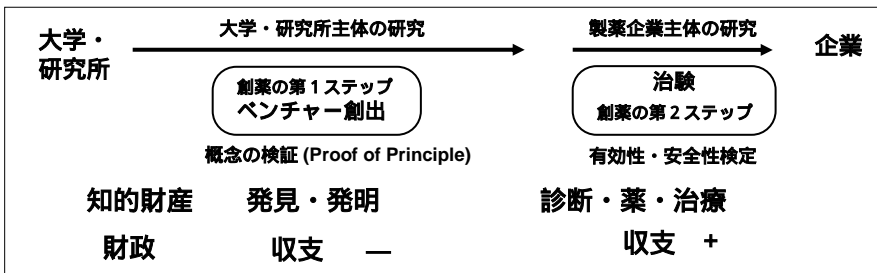 大学・
研究所
大学・研究所主体の研究
製薬企業主体の研究
企業
創薬の第1ステップ
ベンチャー創出
治験
創薬の第2ステップ
概念の検証 (Proof of Principle)
有効性・安全性検定
知的財産 発見・発明 診断・薬・治療
財政 収支 — 収支 +